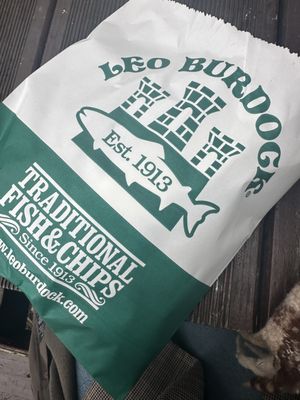 LEO BURDOCK
Est. 1913
TRADITIONAL
FISH & CHIPS
Since 1913
www.leoburdock.com